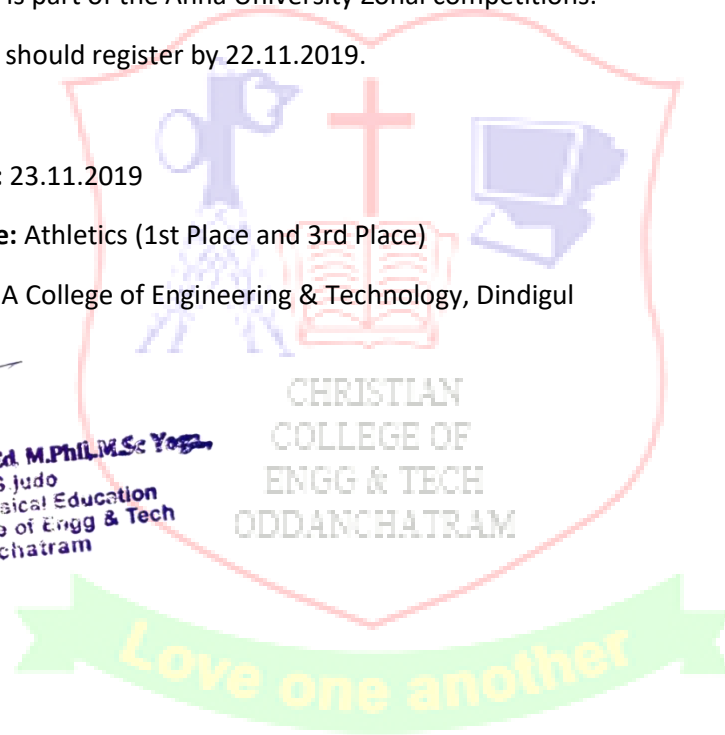 is part of the Anna University Zonal competitions.
should register by 22.11.2019.
: 23.11.2019
e: Athletics (1st Place and 3rd Place)
A College of Engineering & Technology, Dindigul
CHRISTIAN
COLLEGE OF
ENGG & TECH
ODDANCHATRAM
Ed. M.Phil.M.Sc Yoga
S.Judo
sical Education
e of Engg & Tech
chatram
Love one another